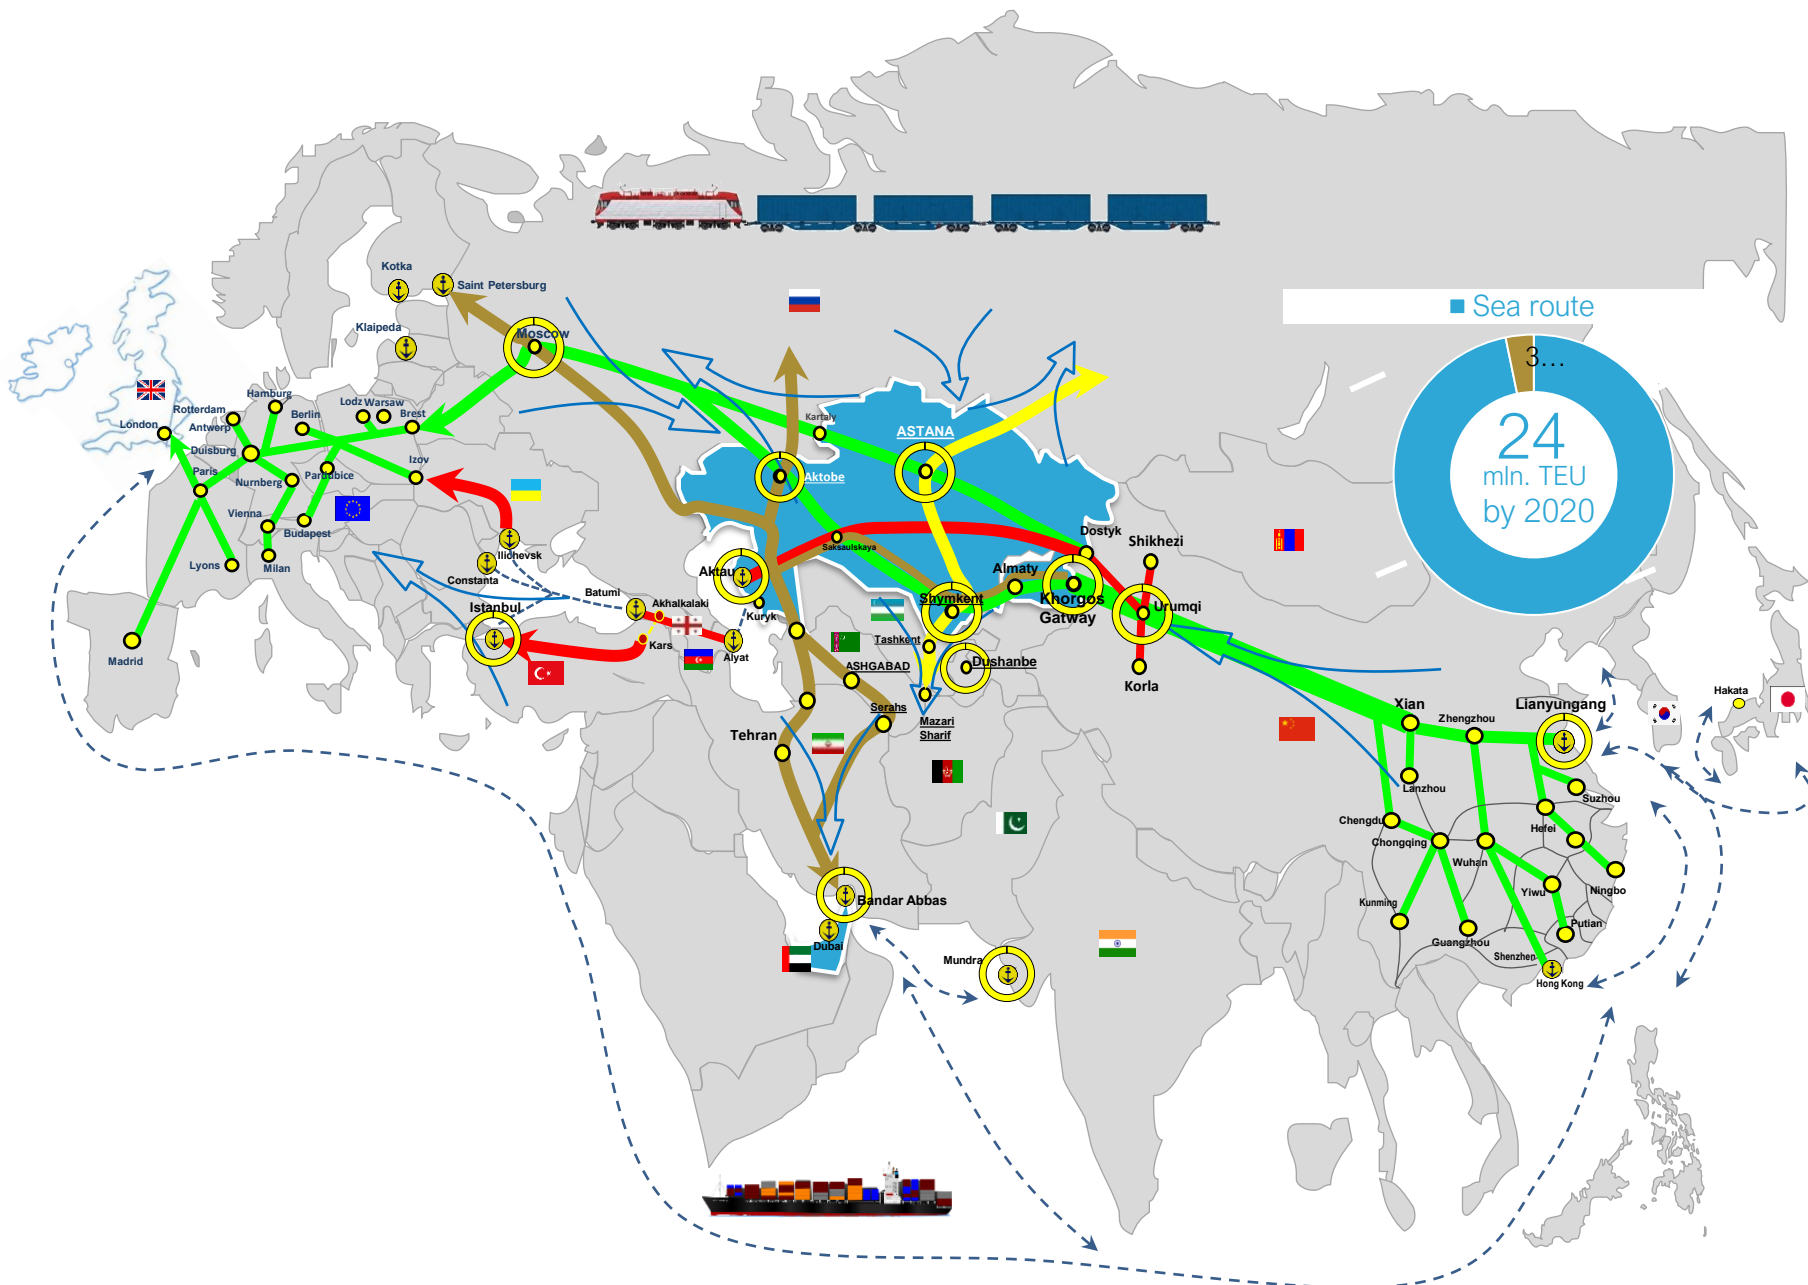 Kotka
Saint Petersburg
Klaipeda
Moscow
Sea route
3...
24
mln. TEU
by 2020
Hamburg
Rotterdam
Berlin
Lodz
Warsaw
Brest
London
Antwerp
Duisburg
Paris
Nurnberg
Pardubice
Izov
Vienna
Budapest
Lyons
Milan
Madrid
Ilichevsk
Constanta
Istanbul
Batumi
Akhalkalaki
Kars
Alyat
Kartaly
ASTANA
Aktobe
Saksaulskaya
Aktau
Kuryk
Dostyk
Shikhezi
Almaty
Khorgos
Gatway
Urumqi
Korla
Shymkent
Tashkent
Dushanbe
ASHGABAD
Serahs
Mazari
Sharif
Tehran
Bandar Abbas
Dubai
Mundra
Xian
Zhengzhou
Lianyungang
Hakata
Lanzhou
Suzhou
Chengdu
Hefei
Chongqing
Wuhan
Yiwu
Ningbo
Kunming
Putian
Guangzhou
Shenzhen
Hong Kong